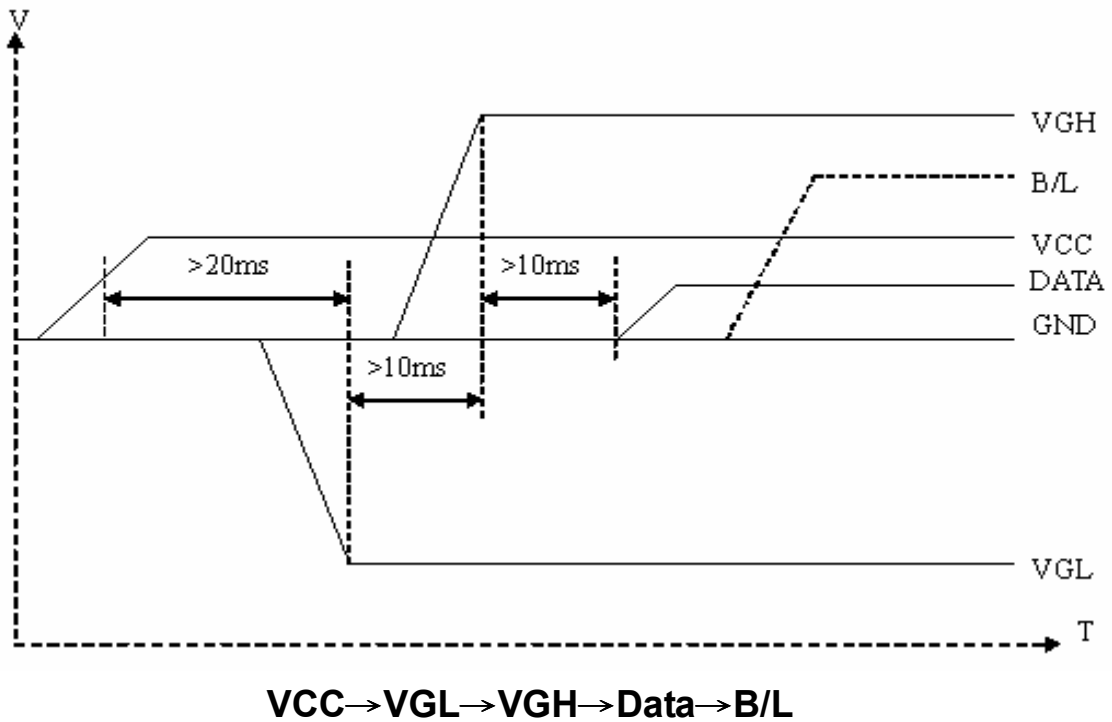 V
VGH
B/L
VCC
>20ms
>10ms
DATA
GND
>10ms
VGL
T
VCC→VGL→VGH→Data→B/L